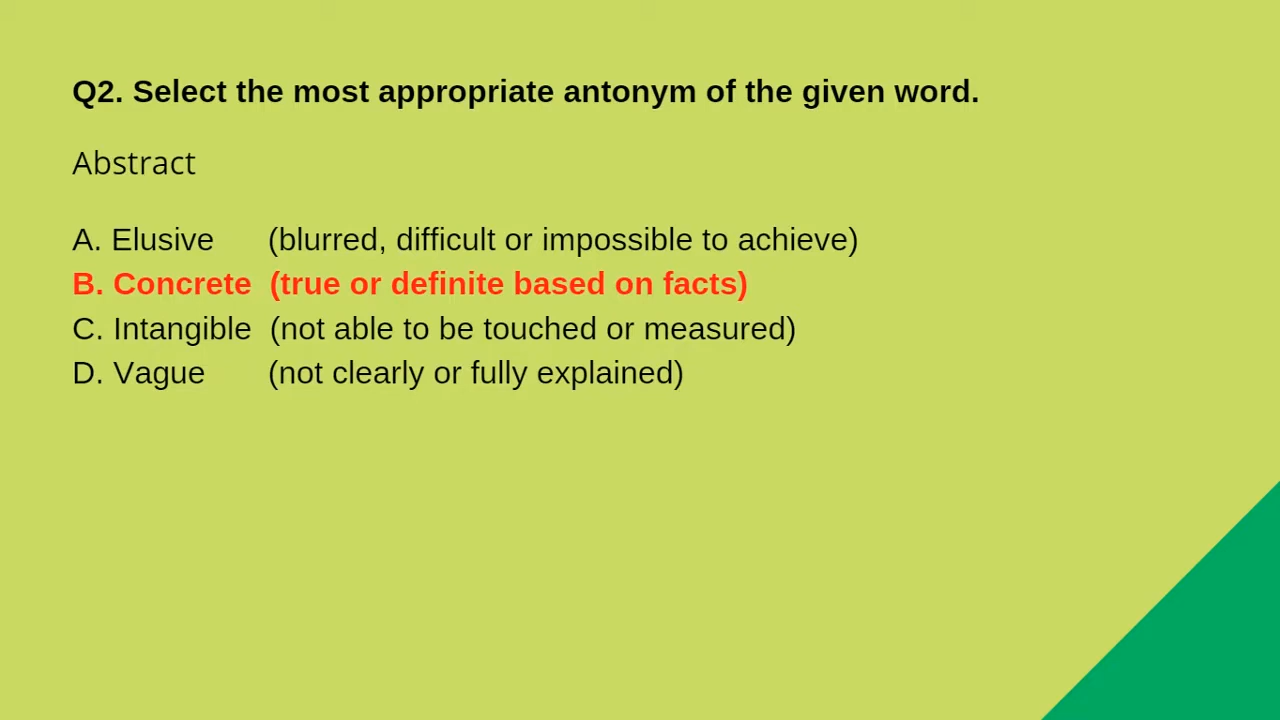 Q2. Select the most appropriate antonym of the given word.
Abstract
A. Elusive (blurred, difficult or impossible to achieve)
B. Concrete (true or definite based on facts)
C. Intangible (not able to be touched or measured)
D. Vague (not clearly or fully explained)